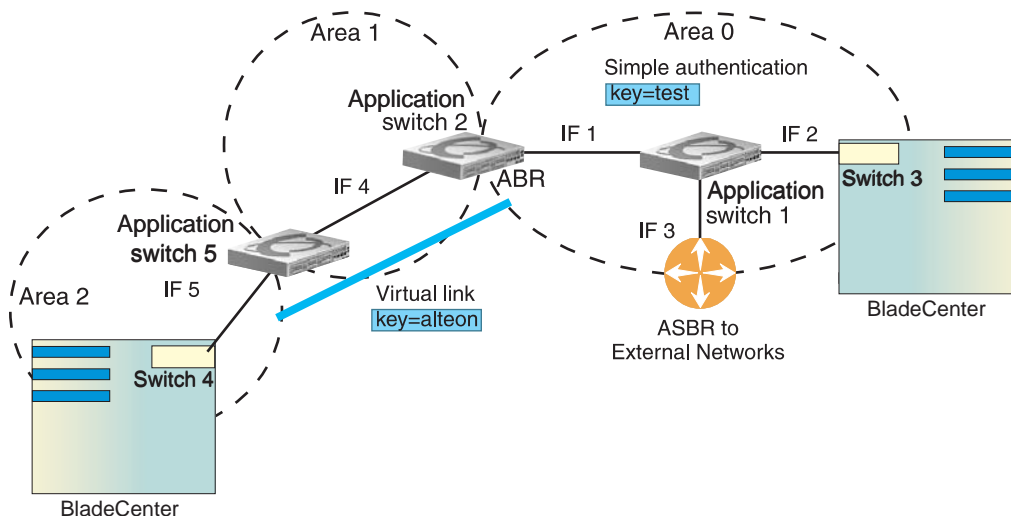 Area 1
Area 0
Simple authentication
key=test
Application
switch 2
IF 1
IF 2
ABR
Switch 3
Application
switch 1
IF 4
Application
switch 5
IF 3
Area 2
IF 5
Virtual link
key=alteon
BladeCenter
ASBR to
External Networks
Switch 4
BladeCenter